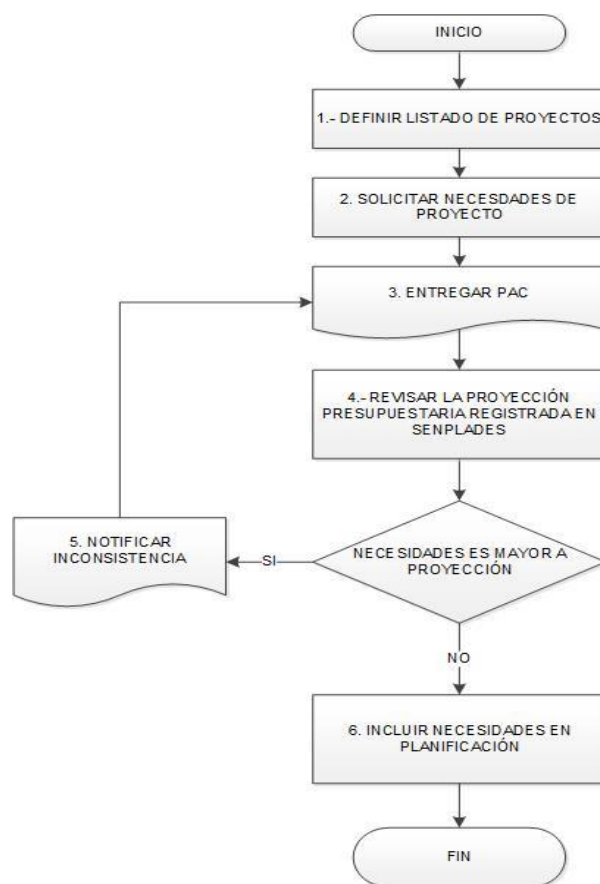 INICIO
1.- DEFINIR LISTADO DE PROYECTOS
2. SOLICITAR NECESDADES DE
PROYECTO
3. ENTREGAR PAC
4.- REVISAR LA PROYECCIÓN
PRESUPUESTARIA REGISTRADA EN
SENPLADES
5. NOTIFICAR
INCONSISTENCIA
SI
NECESIDADES ES MAYOR A
PROYECCIÓN
NO
6. INCLUIR NECESIDADES EN
PLANIFICACIÓN
FIN